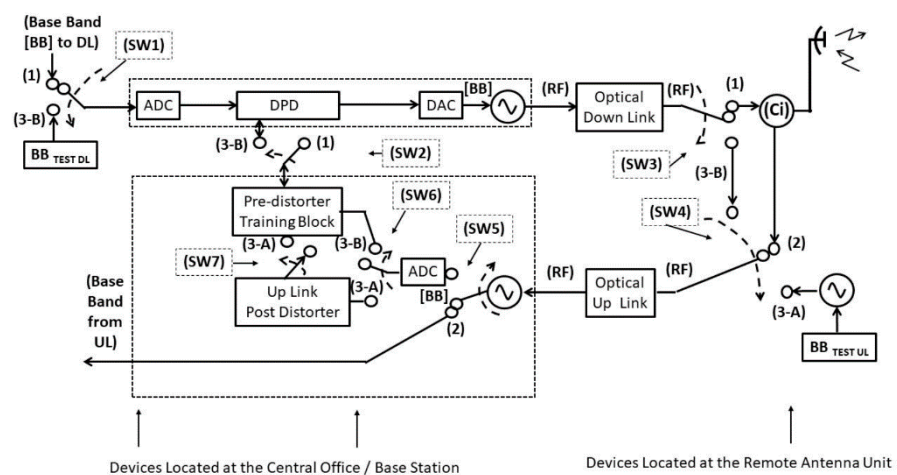 (Base Band
[BB] to DL)
(SW1)
(1)
(3-B)
BB TEST DL
ADC
DPD
DAC
[BB]
(RF)
Optical
Down Link
(RF)
(1)
(Ci)
(3-B)
(1)
(SW2)
(SW3)
(3-B)
Pre-distorter
Training Block
(SW6)
(SW4)
(3-A)
(3-B)
(SW5)
(2)
(SW7)
ADC
(3-A)
[BB]
(RF)
Optical
Up Link
(RF)
(Base
Band
from
UL)
Up Link
Post Distorter
(2)
(3-A)
BB TEST UL
Devices Located at the Central Office / Base Station
Devices Located at the Remote Antenna Unit